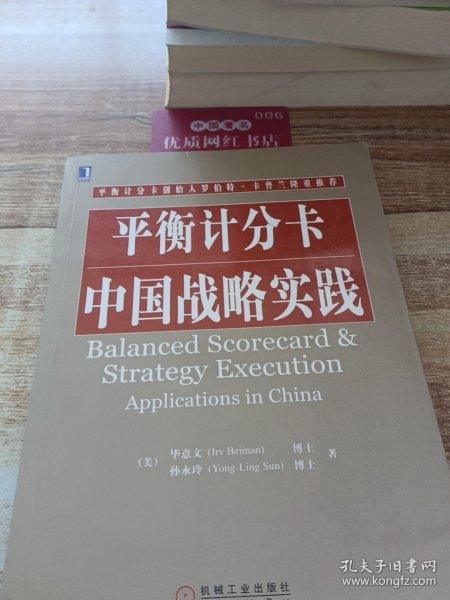 006
中国著名
优质网红书店
平衡计分卡创始人罗伯特·卡普兰隆重推荐
平衡计分卡
中国战略实践
Balanced Scorecard &
Strategy Execution
Applications in China
(美) 毕意文 (Irv Beiman) 博士
孙永玲 (Yong-Ling Sun) 博士 著
机械工业出版社
孔夫子旧书网
www.kongfz.com